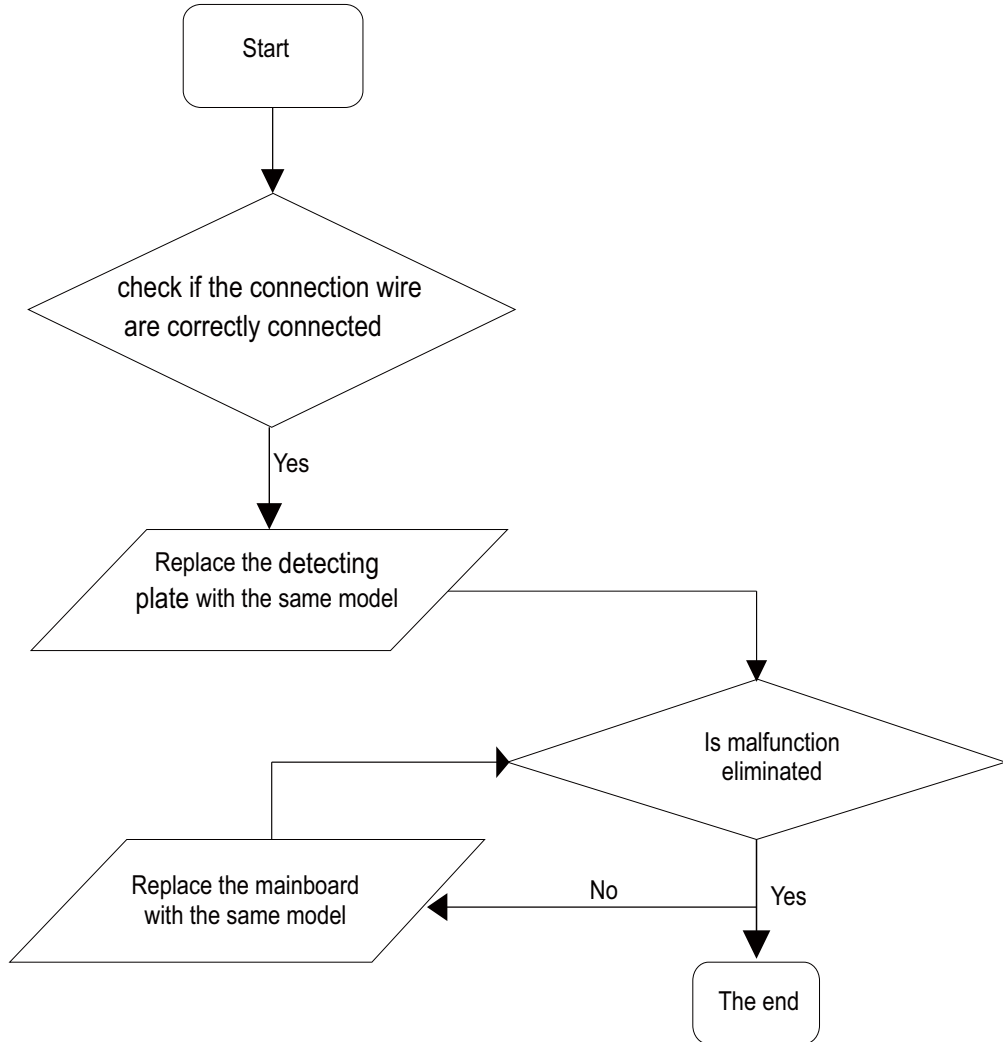 Start
check if the connection wire
are correctly connected
Yes
Replace the detecting
plate with the same model
Is malfunction
eliminated
Replace the mainboard
with the same model
No
Yes
The end